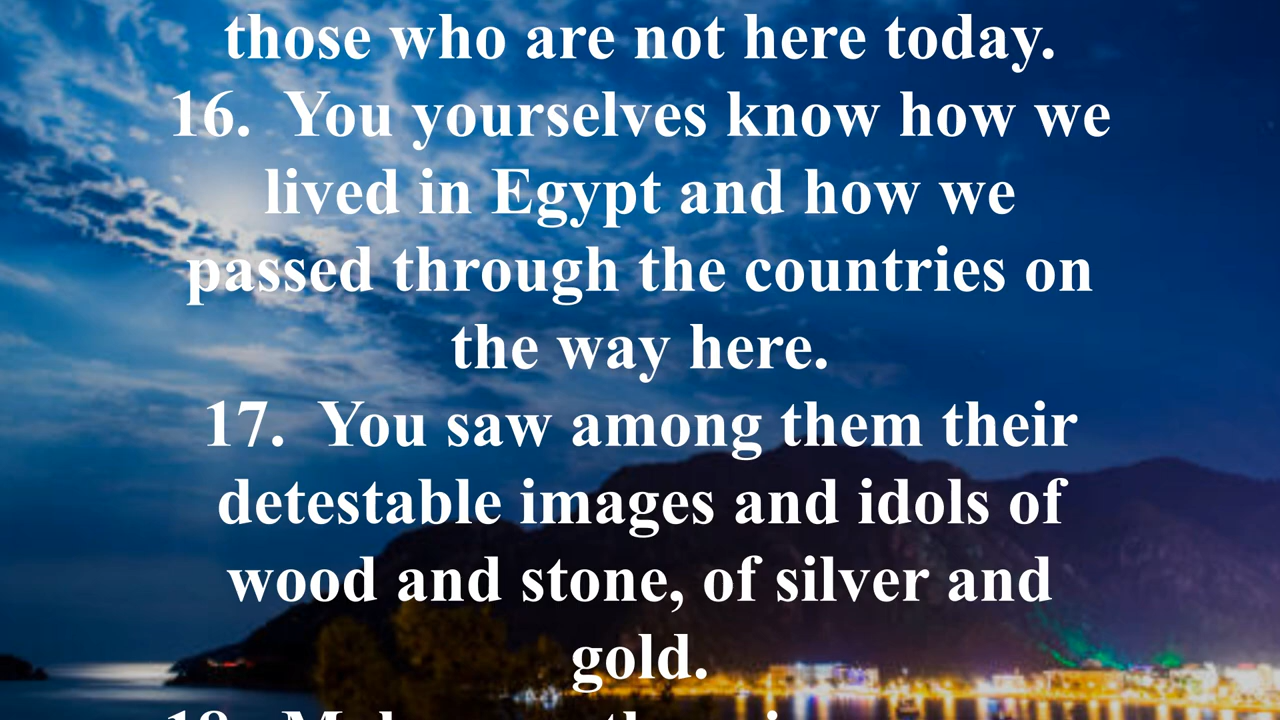 those who are not here today.
16. You yourselves know how we
lived in Egypt and how we
passed through the countries on
the way here.
17. You saw among them their
detestable images and idols of
wood and stone, of silver and
gold.